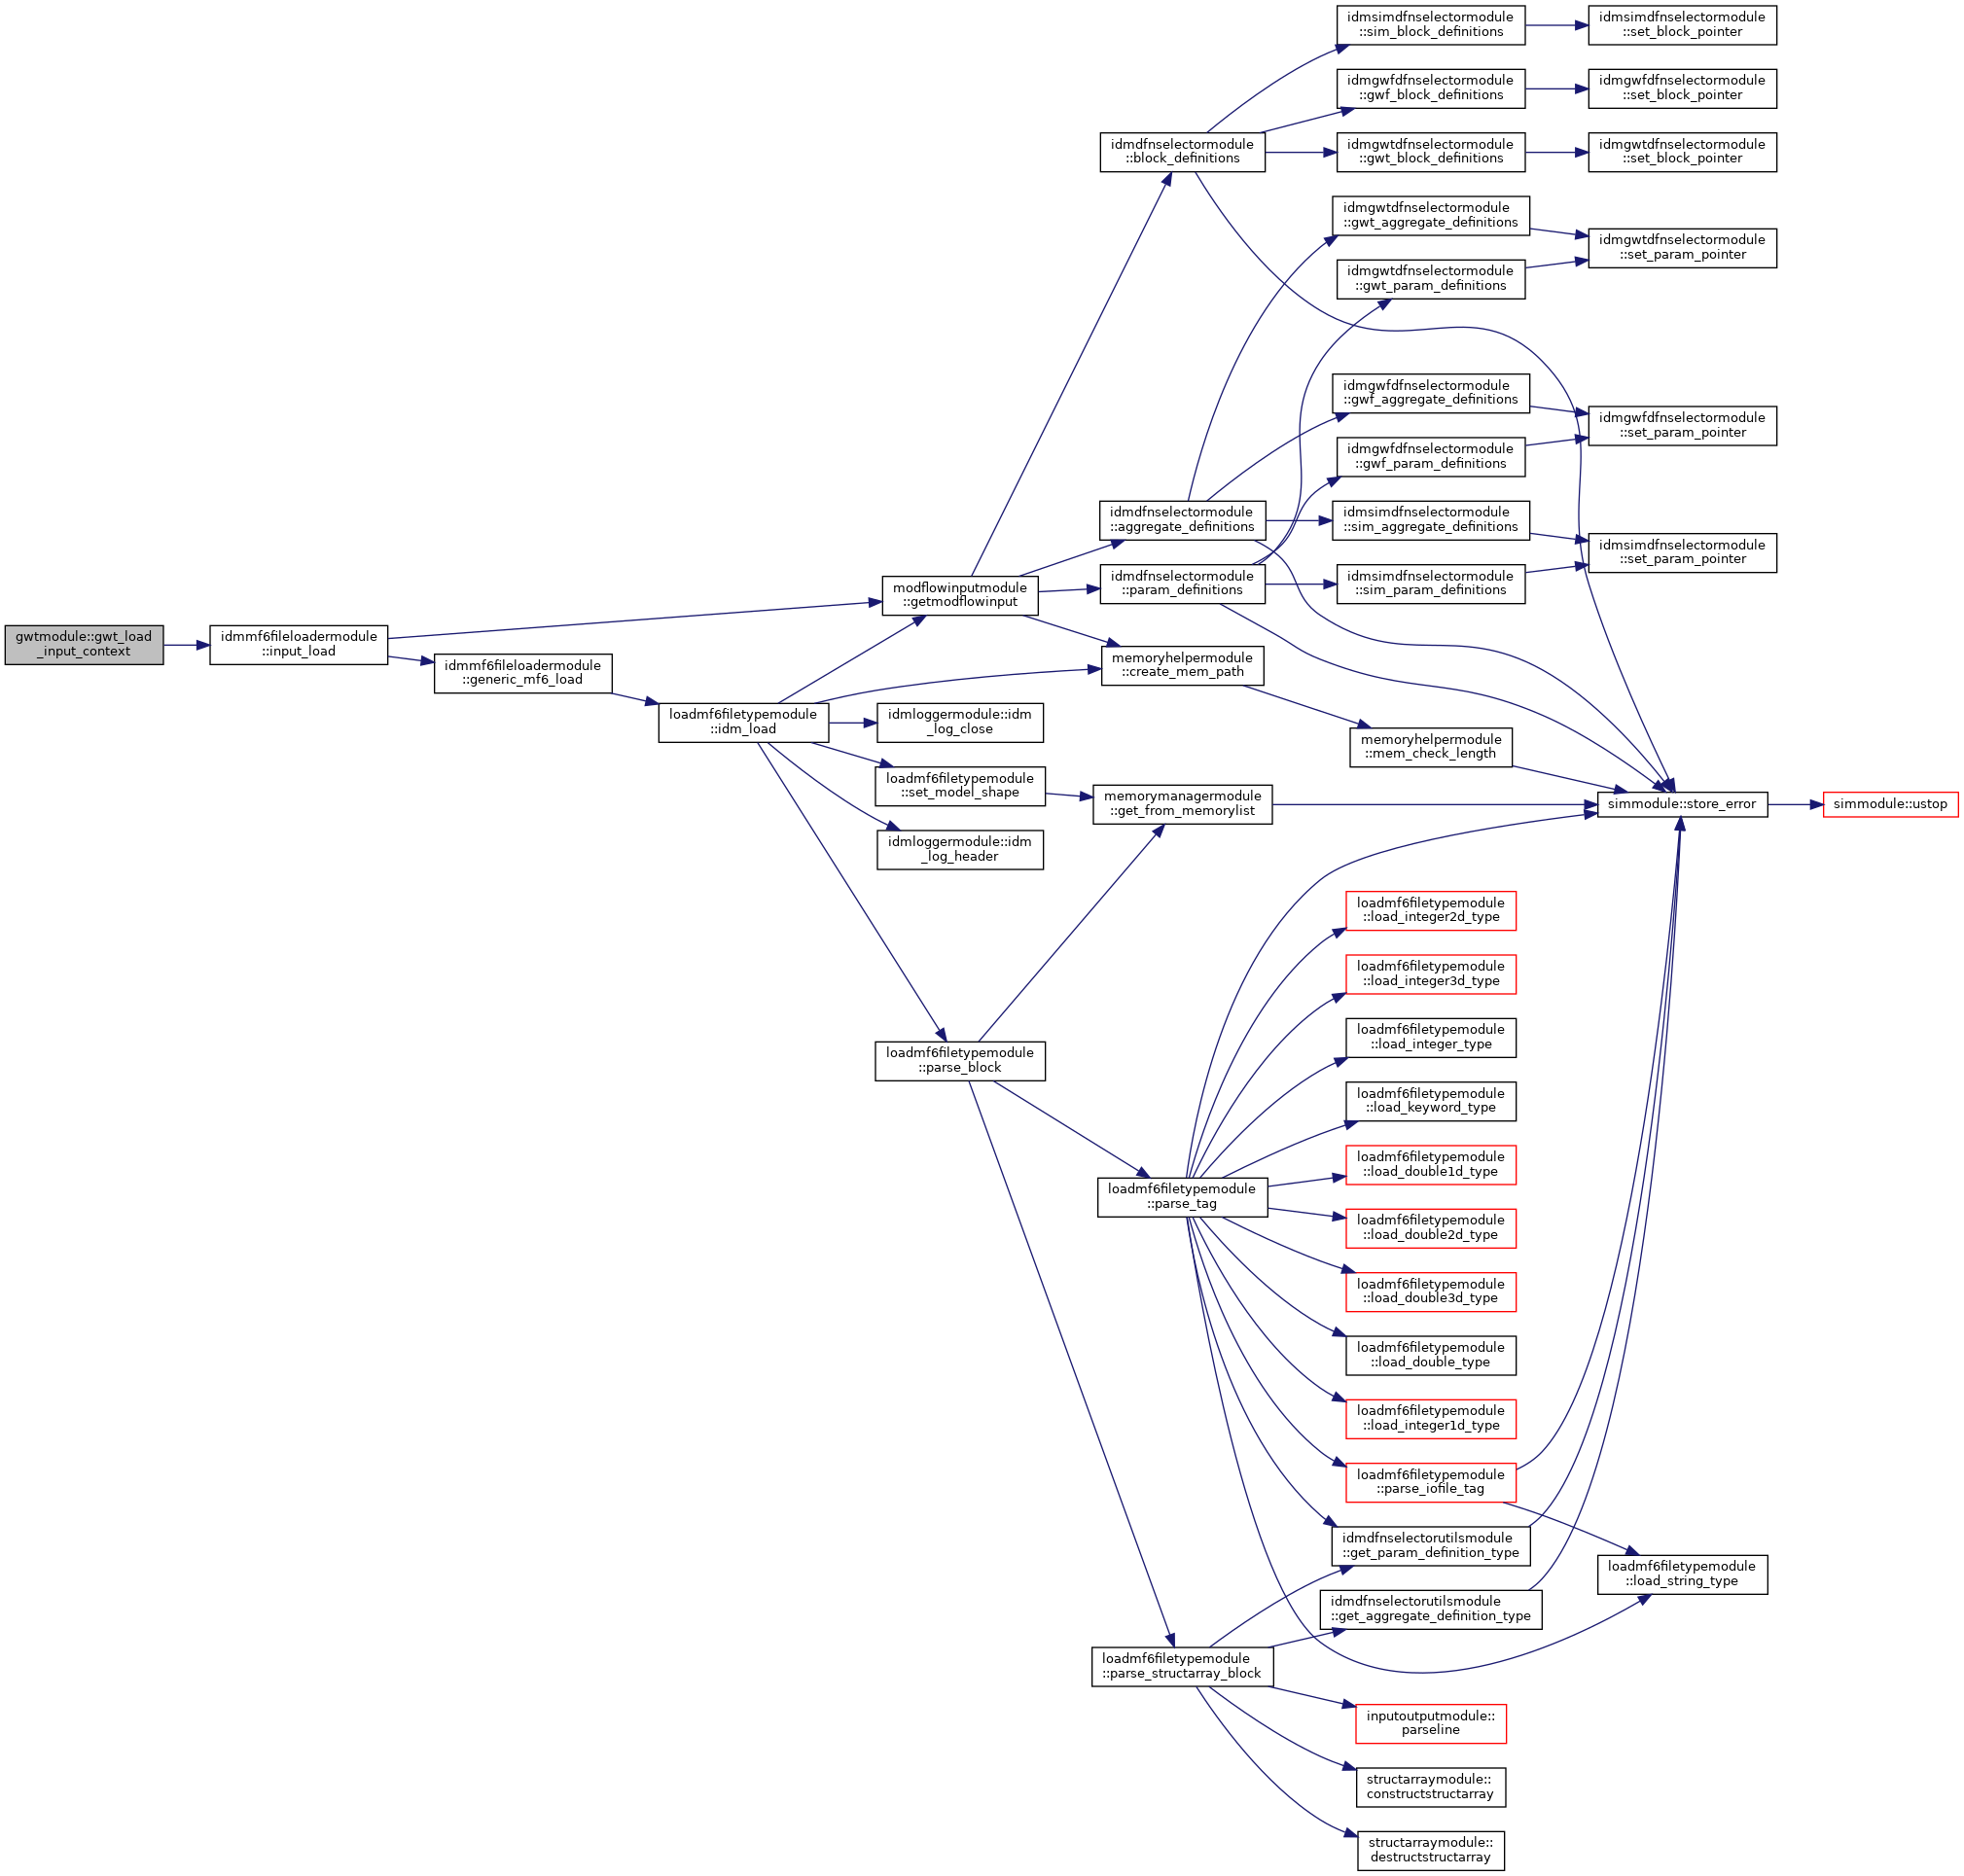 gwtmodule::gwt_load
_input_context
idmmf6fileloadermodule
::input_load
idmmf6fileloadermodule
::generic_mf6_load
loadmf6filetypemodule
::idm_load
modflowinputmodule
::getmodflowinput
idmloggermodule::idm
_log_close
loadmf6filetypemodule
::set_model_shape
idmloggermodule::idm
_log_header
loadmf6filetypemodule
::parse_block
idmdfnselectormodule
::block_definitions
idmdfnselectormodule
::aggregate_definitions
idmdfnselectormodule
::param_definitions
memoryhelpermodule
::create_mem_path
memorymanagermodule
::get_from_memorylist
loadmf6filetypemodule
::parse_tag
loadmf6filetypemodule
::parse_structarray_block
idmsimdfnselectormodule
::sim_block_definitions
idmgwfdfnselectormodule
::gwf_block_definitions
idmgwtdfnselectormodule
::gwt_block_definitions
idmgwtdfnselectormodule
::gwt_aggregate_definitions
idmgwtdfnselectormodule
::gwt_param_definitions
idmgwfdfnselectormodule
::gwf_aggregate_definitions
idmgwfdfnselectormodule
::gwf_param_definitions
idmsimdfnselectormodule
::sim_aggregate_definitions
idmsimdfnselectormodule
::sim_param_definitions
memoryhelpermodule
::mem_check_length
loadmf6filetypemodule
::load_integer2d_type
loadmf6filetypemodule
::load_integer3d_type
loadmf6filetypemodule
::load_integer_type
loadmf6filetypemodule
::load_keyword_type
loadmf6filetypemodule
::load_double1d_type
loadmf6filetypemodule
::load_double2d_type
loadmf6filetypemodule
::load_double3d_type
loadmf6filetypemodule
::load_double_type
loadmf6filetypemodule
::load_integer1d_type
loadmf6filetypemodule
::parse_iofile_tag
idmdfnselectorutilsmodule
::get_param_definition_type
idmdfnselectorutilsmodule
::get_aggregate_definition_type
inputoutputmodule::
parseline
structarraymodule::
constructstructarray
structarraymodule::
destructstructarray
idmsimdfnselectormodule
::set_block_pointer
idmgwfdfnselectormodule
::set_block_pointer
idmgwtdfnselectormodule
::set_block_pointer
idmgwtdfnselectormodule
::set_param_pointer
idmgwfdfnselectormodule
::set_param_pointer
idmsimdfnselectormodule
::set_param_pointer
simmodule::store_error
loadmf6filetypemodule
::load_string_type
simmodule::ustop